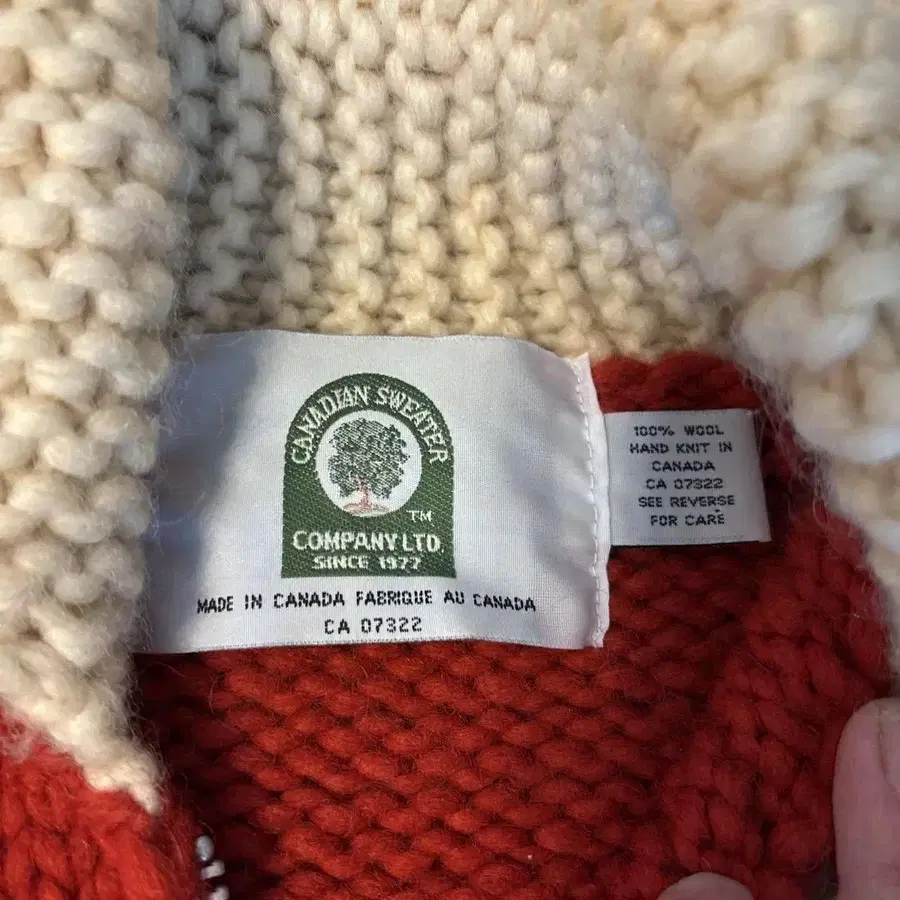 CANADIAN SWEATER
TM
COMPANY LTD.
SINCE 1977
MADE IN CANADA FABRIQUE AU CANADA
CA 07322
100% WOOL
HAND KNIT IN
CANADA
CA 07322
SEE REVERSE
FOR CARE